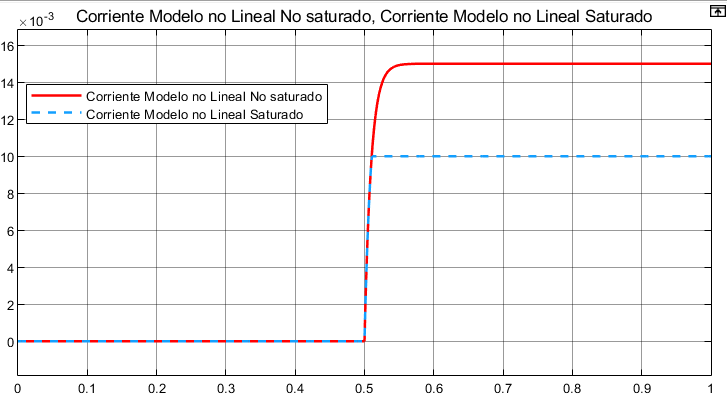 Corriente Modelo no Lineal No saturado, Corriente Modelo no Lineal Saturado
×10⁻³
16
14
Corriente Modelo no Lineal No saturado
Corriente Modelo no Lineal Saturado
12
10
8
6
4
2
0
0 0.1 0.2 0.3 0.4 0.5 0.6 0.7 0.8 0.9 1